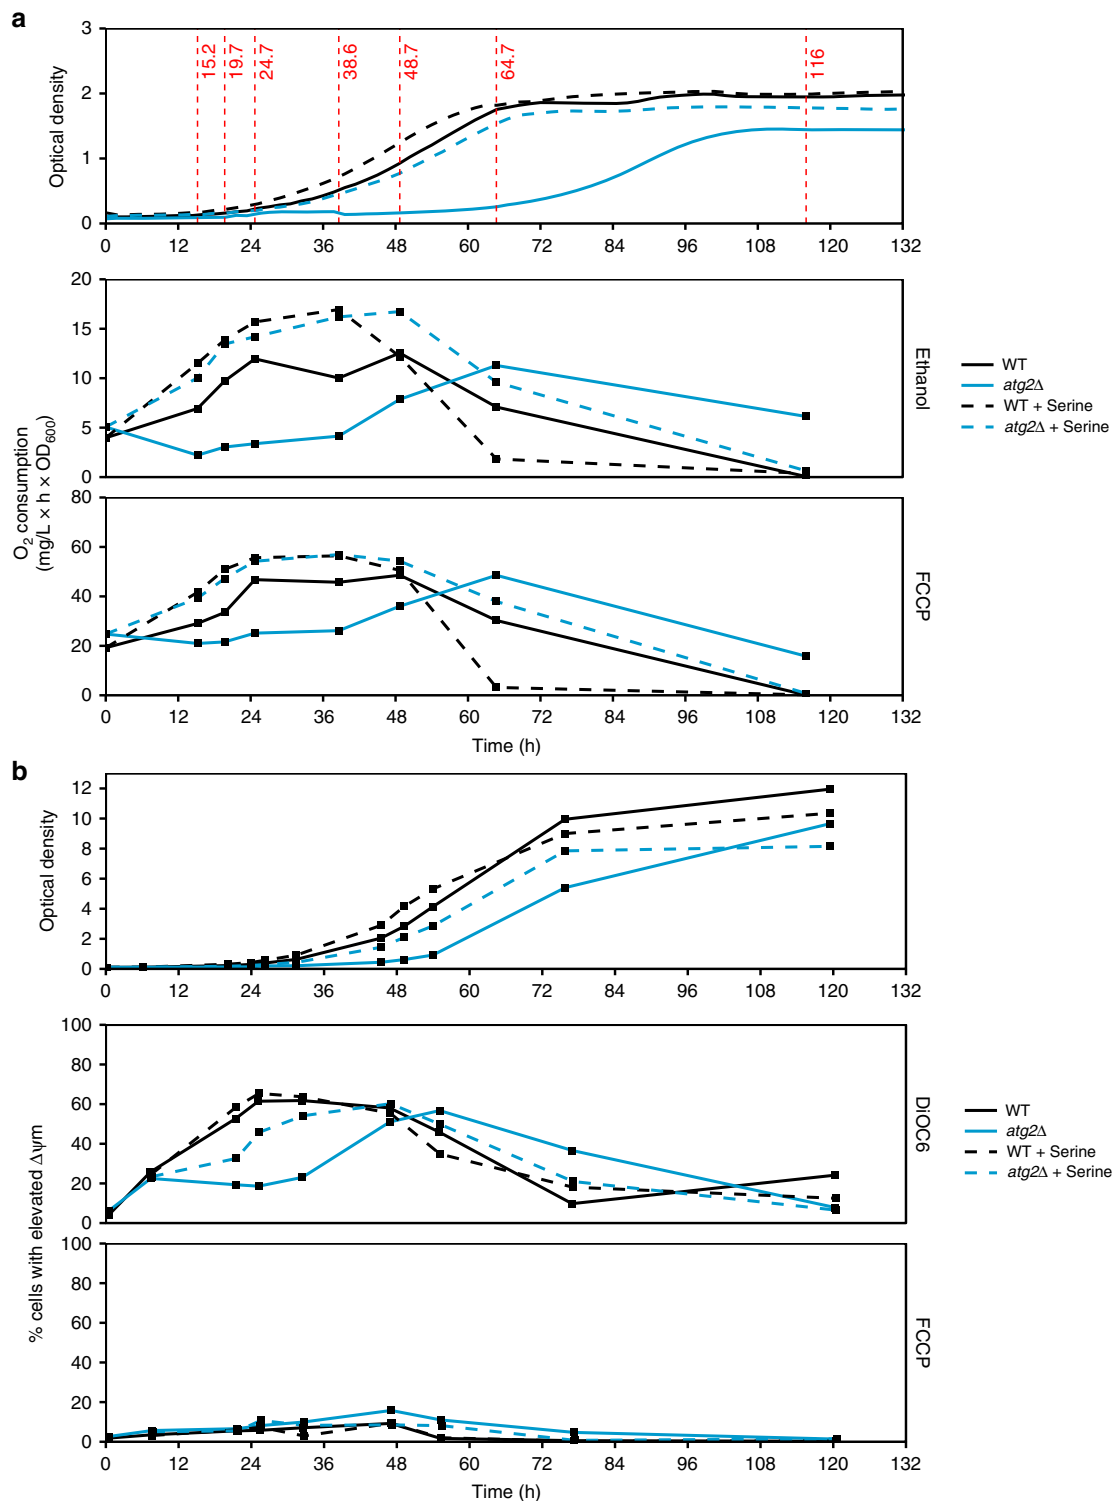 a
3
2
1
0
Optical density
15.2
19.7
24.7
38.6
48.7
64.7
116
0 12 24 36 48 60 72 84 96 108 120 132
20
15
10
5
0
Ethanol
O2 consumption
(mg/L × h × OD600)
80
60
40
20
0
FCCP
0 12 24 36 48 60 72 84 96 108 120 132
Time (h)
WT
atg2Δ
WT + Serine
atg2Δ + Serine
b
12
10
8
6
4
2
0
Optical density
0 12 24 36 48 60 72 84 96 108 120 132
100
80
60
40
20
0
DiOC6
% cells with elevated Δψm
100
80
60
40
20
0
FCCP
0 12 24 36 48 60 72 84 96 108 120 132
Time (h)
WT
atg2Δ
WT + Serine
atg2Δ + Serine